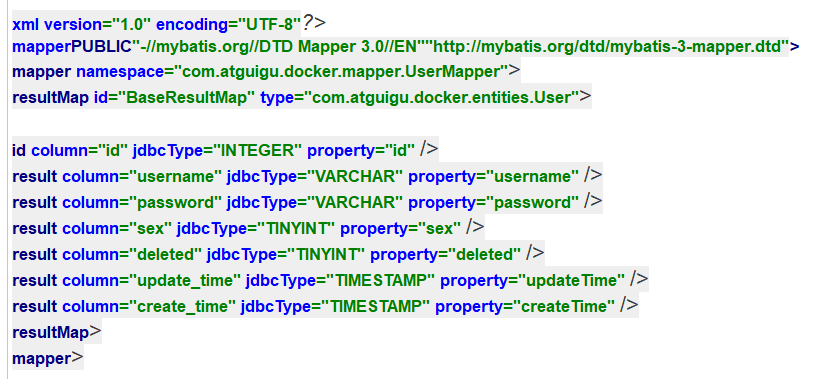 xml version="1.0" encoding="UTF-8"?>
mapperPUBLIC"-//mybatis.org//DTD Mapper 3.0//EN""http://mybatis.org/dtd/mybatis-3-mapper.dtd">
mapper namespace="com.atguigu.docker.mapper.UserMapper">
resultMap id="BaseResultMap" type="com.atguigu.docker.entities.User">
id column="id" jdbcType="INTEGER" property="id" />
result column="username" jdbcType="VARCHAR" property="username" />
result column="password" jdbcType="VARCHAR" property="password" />
result column="sex" jdbcType="TINYINT" property="sex" />
result column="deleted" jdbcType="TINYINT" property="deleted" />
result column="update_time" jdbcType="TIMESTAMP" property="updateTime" />
result column="create_time" jdbcType="TIMESTAMP" property="createTime" />
resultMap>
mapper>